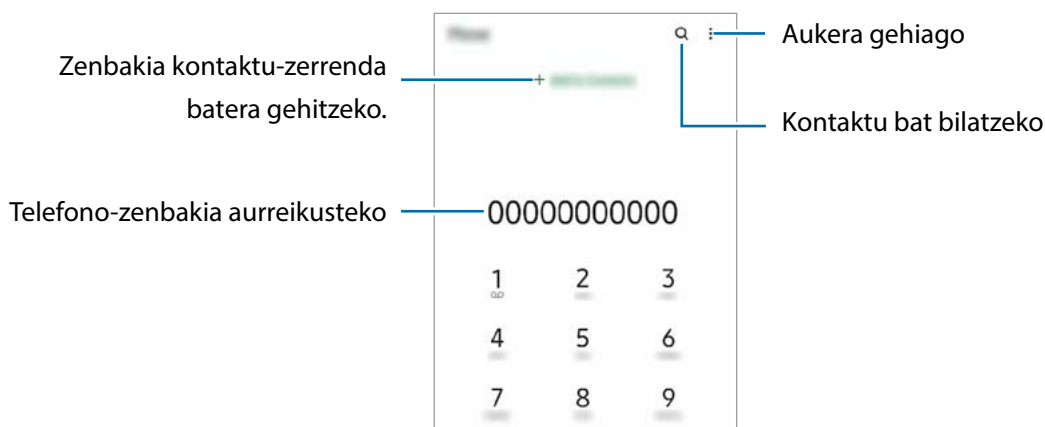 Aukera gehiago
Zenbakia kontaktu-zerrenda
batera gehitzeko.
Kontaktu bat bilatzeko
Telefono-zenbakia aurreikusteko
00000000000
1 2 3
4 5 6
7 8 9